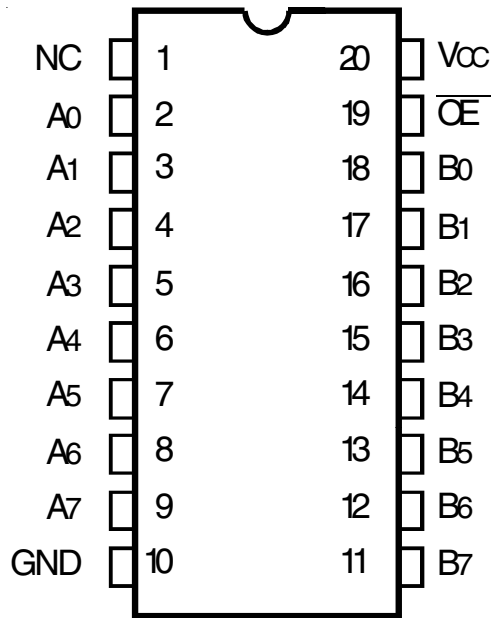 NC 1 20 Vcc
A0 2 19 OE
A1 3 18 B0
A2 4 17 B1
A3 5 16 B2
A4 6 15 B3
A5 7 14 B4
A6 8 13 B5
A7 9 12 B6
GND 10 11 B7